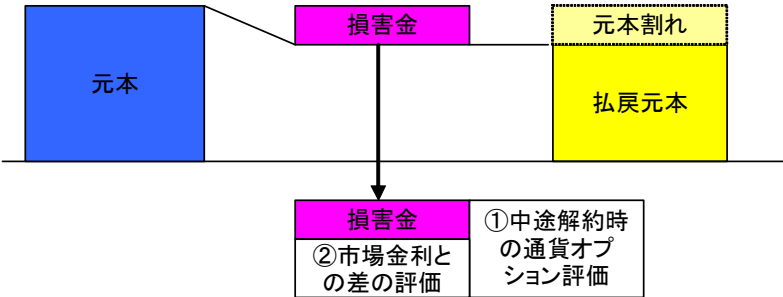 元本
損害金
元本割れ
払戻元本
損害金
②市場金利と
の差の評価
①中途解約時
の通貨オプ
ション評価